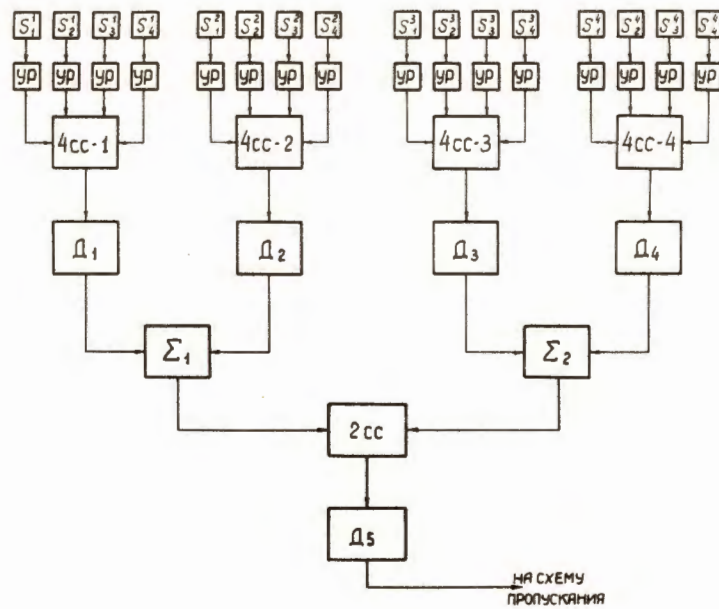 S₁¹ S₂¹ S₃¹ S₄¹ S₁² S₂² S₃² S₄² S₁³ S₂³ S₃³ S₄³ S₁⁴ S₂⁴ S₃⁴ S₄⁴
УР УР УР УР УР УР УР УР УР УР УР УР УР УР УР УР
4СС-1 4СС-2 4СС-3 4СС-4
Д₁ Д₂ Д₃ Д₄
Σ₁ Σ₂
2СС
Д₅
НА СХЕМУ
ПРОПУСКАНИЯ